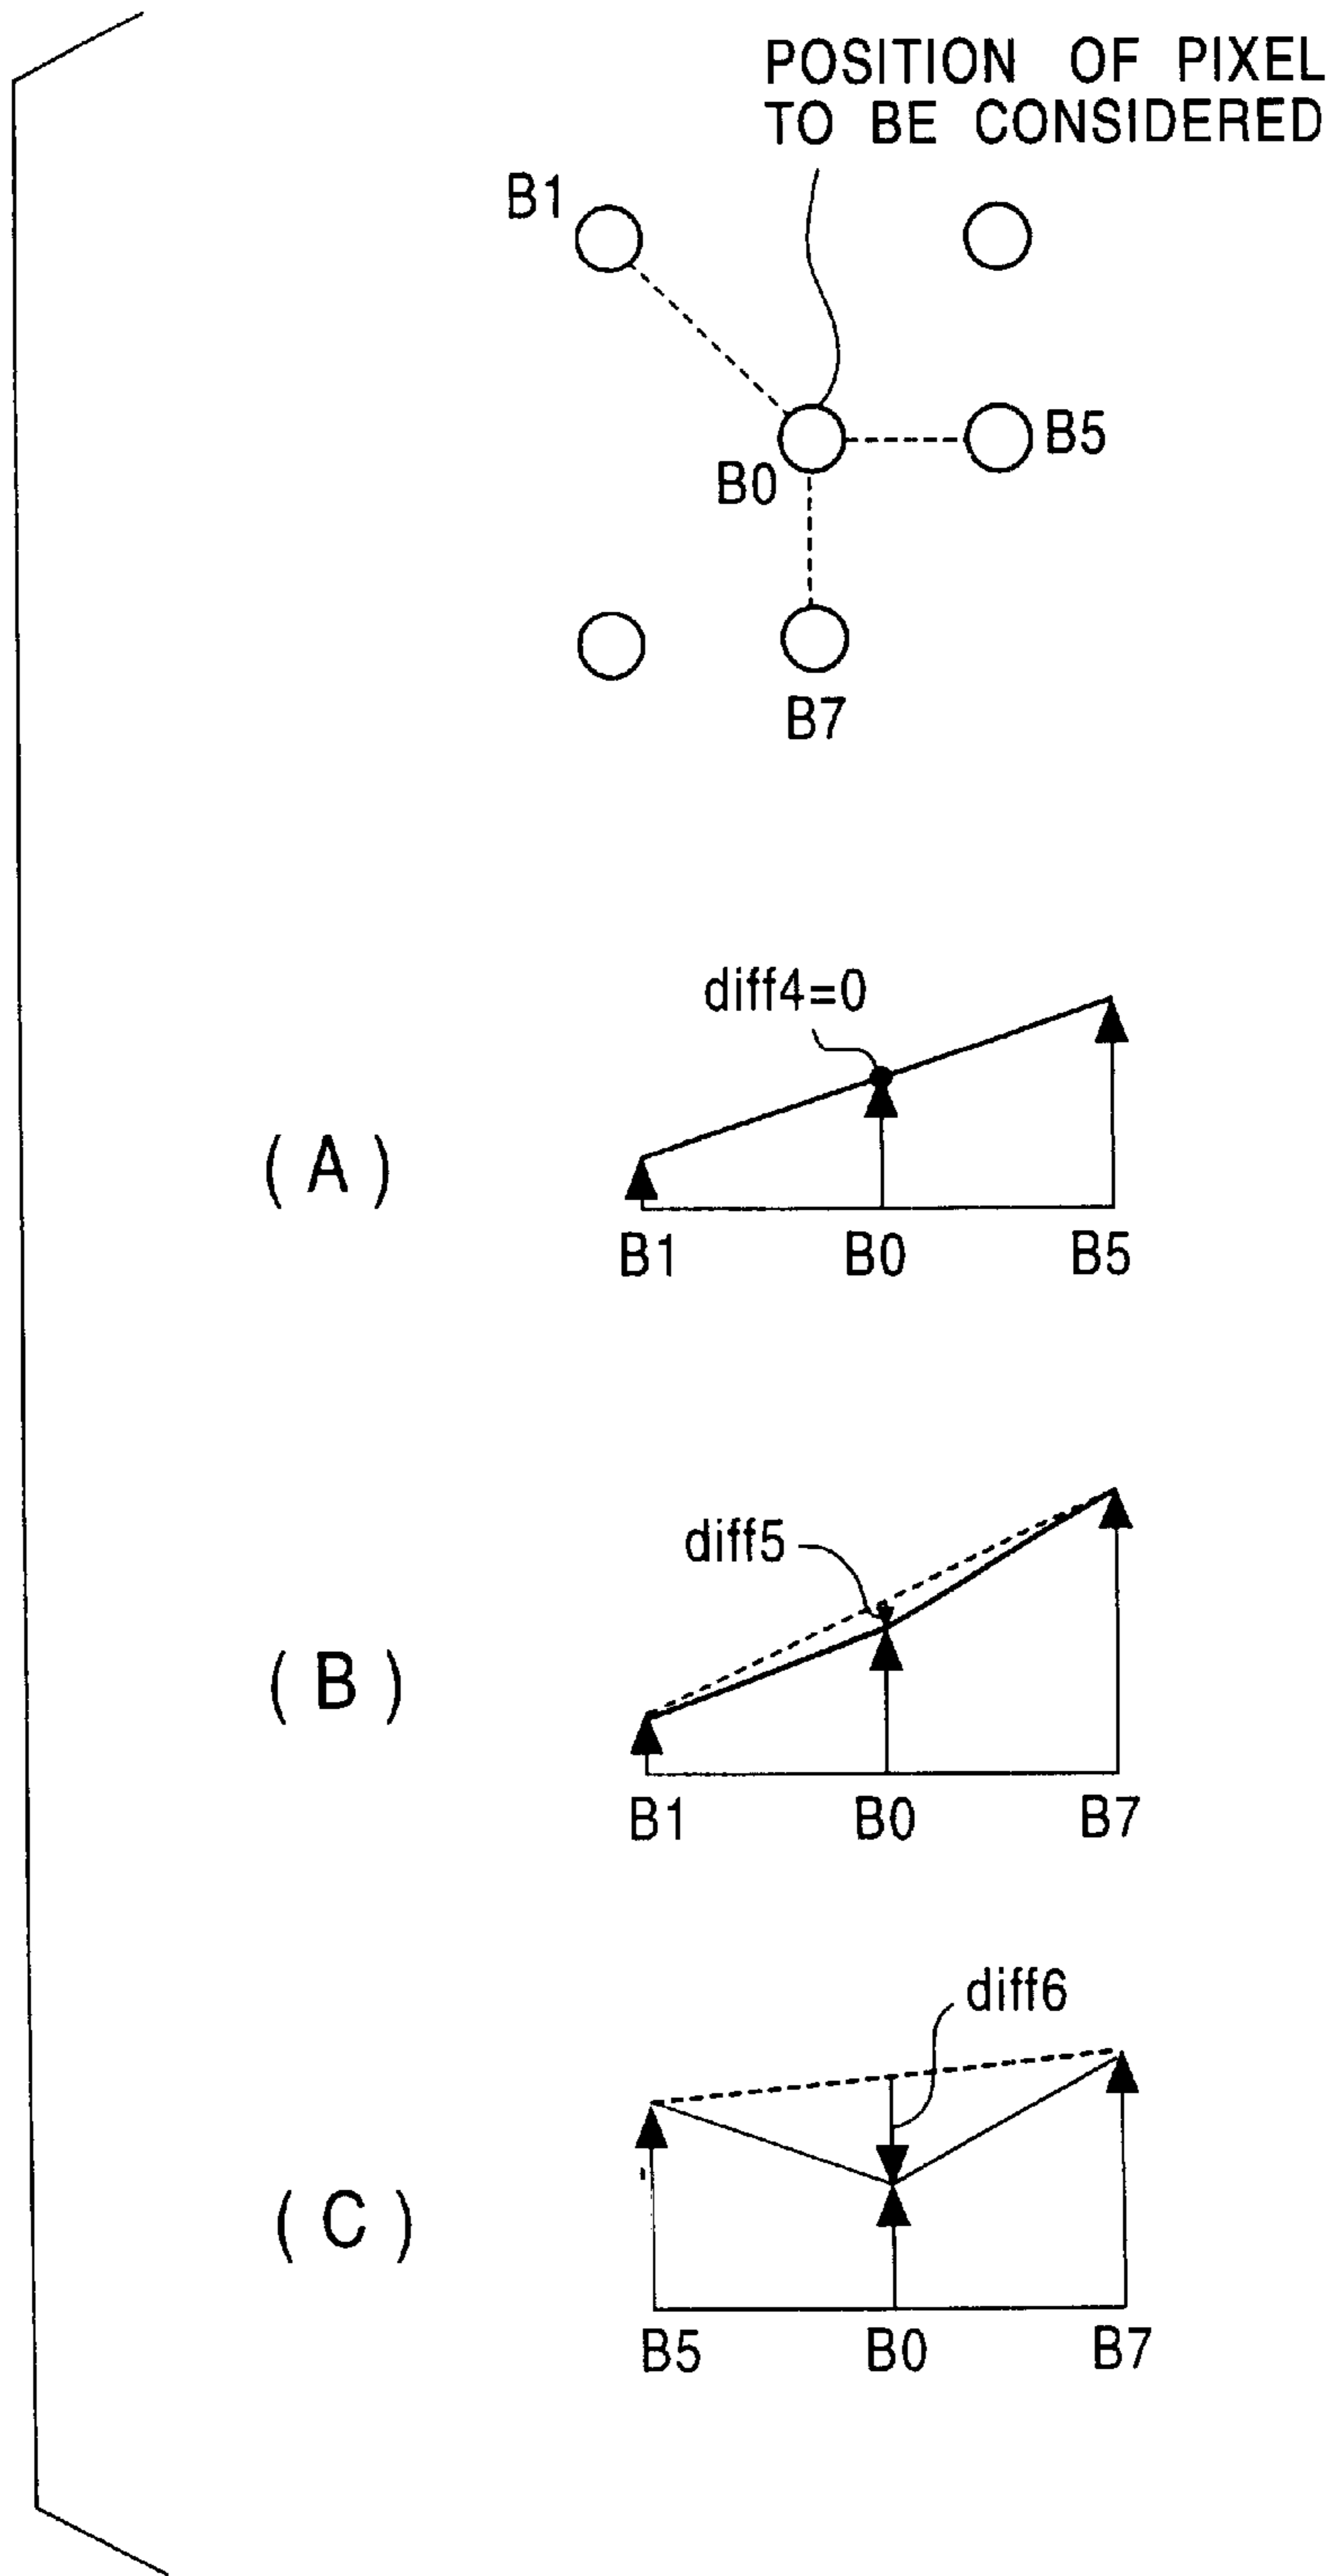 POSITION OF PIXEL
TO BE CONSIDERED
B1
B5
B0
B7
diff4=0
(A)
B1 B0 B5
diff5
(B)
B1 B0 B7
diff6
(C)
B5 B0 B7